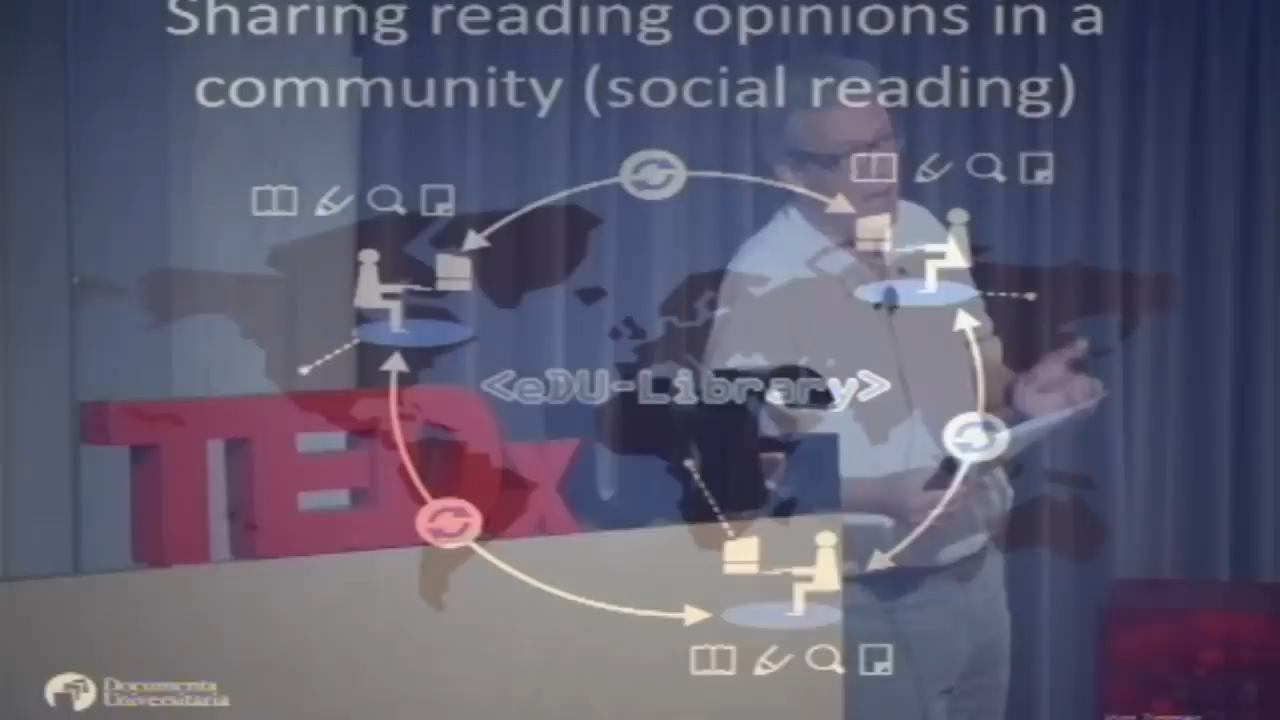 Sharing reading opinions in a
community (social reading)
<eDU-Library>
TEDx
Documenta
Universitaria